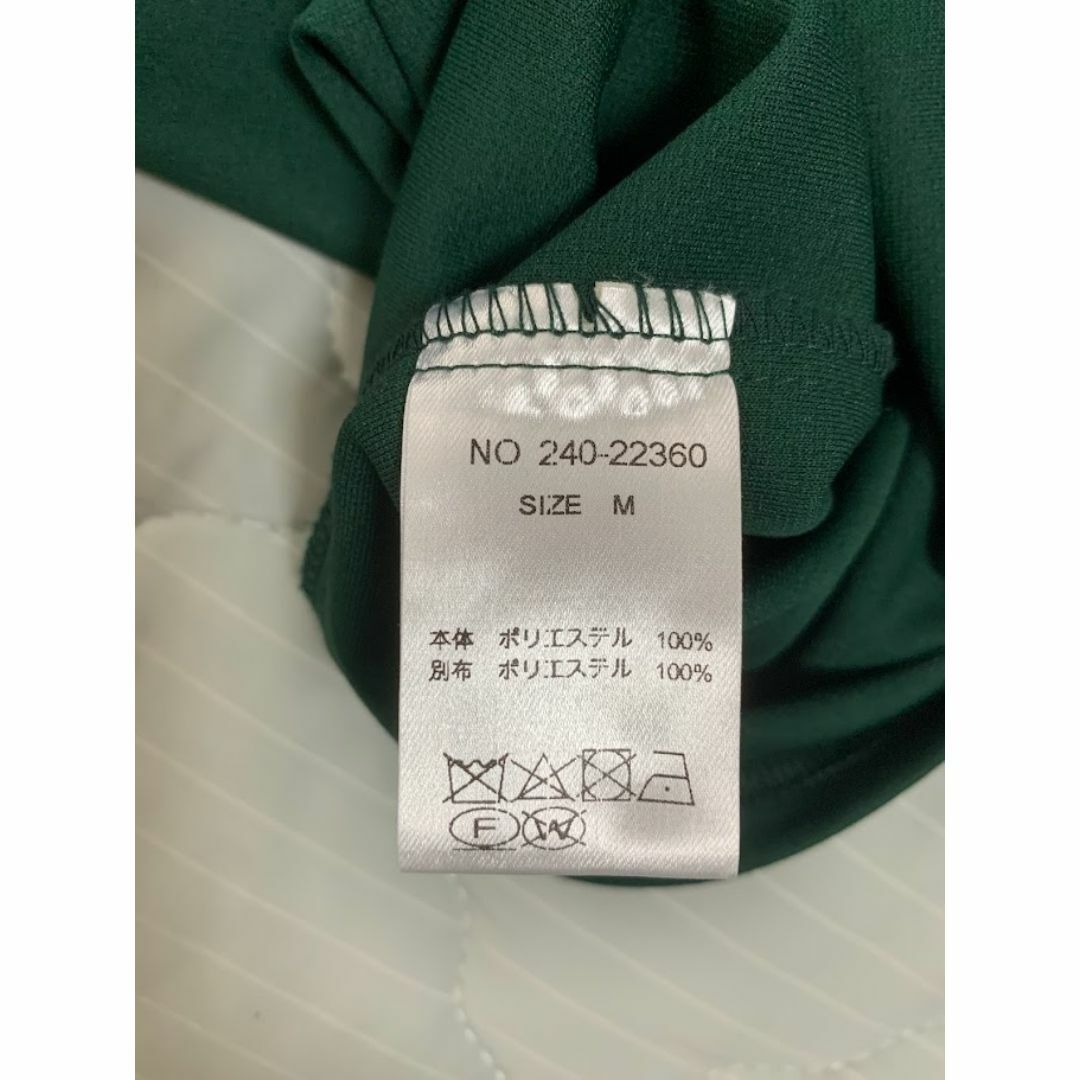 NO 240-22360
SIZE M
本体 ポリエステル 100%
別布 ポリエステル 100%
F
W